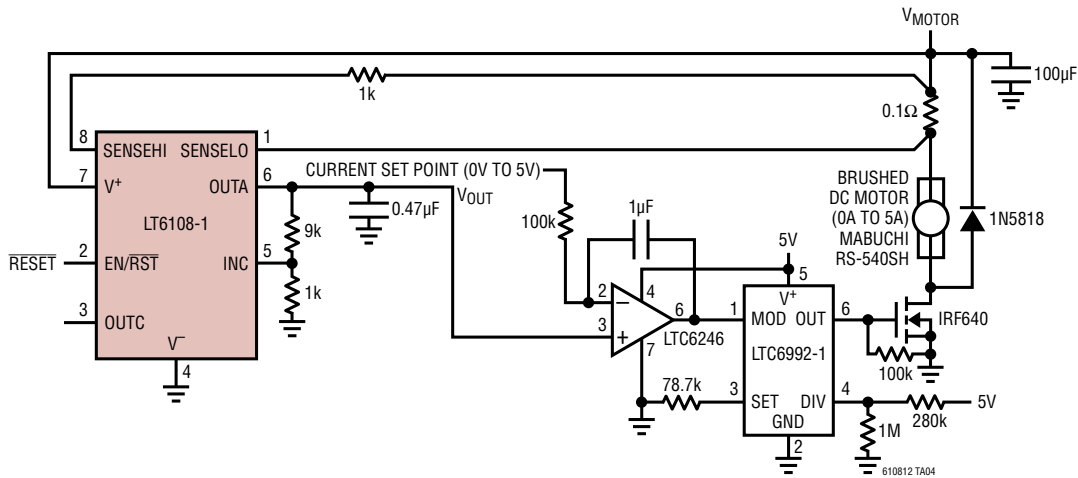 V MOTOR
100µF
1k
0.1Ω
8
SENSEHI
SENSELO
1
7
V+
OUTA
6
CURRENT SET POINT (0V TO 5V)
VOUT
0.47µF
LT6108-1
9k
RESET
2
EN/RST
INC
5
1k
3
OUTC
V–
4
100k
1µF
2
–
4
3
+
6
7
LTC6246
5V
5
V+
1
MOD
OUT
6
LTC6992-1
78.7k
3
SET
DIV
4
GND
2
BRUSHED
DC MOTOR
(0A TO 5A)
MABUCHI
RS-540SH
1N5818
IRF640
100k
280k
5V
1M
610812 TA04